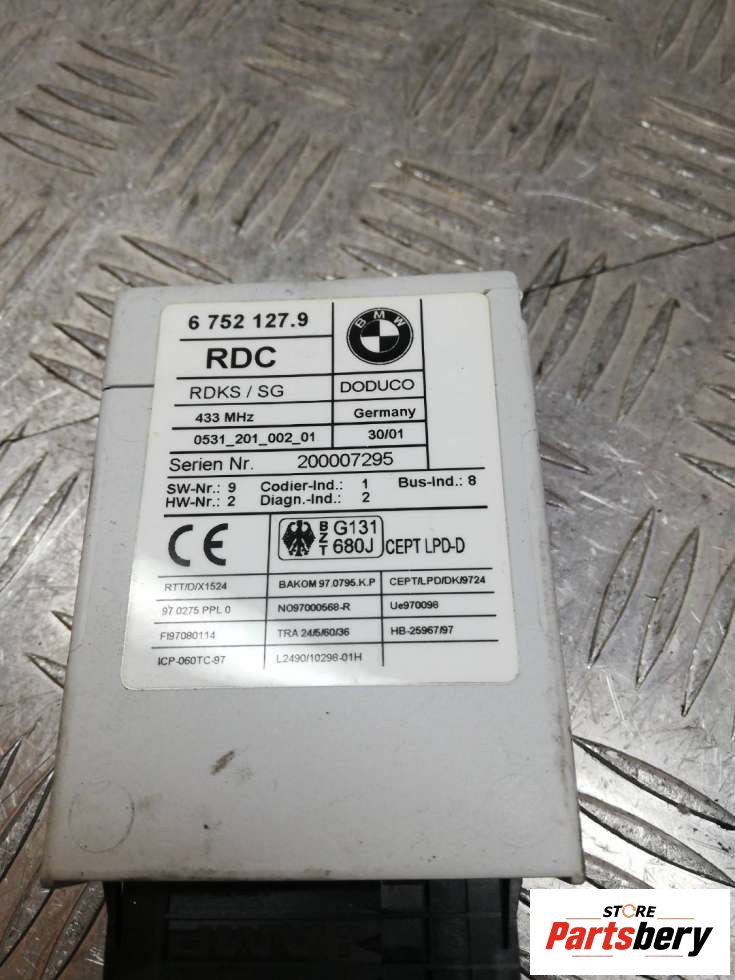 6 752 127.9
BMW
RDC
RDKS / SG
DODUCO
433 MHz
Germany
0531_201_002_01
30/01
Serien Nr. 200007295
SW-Nr.: 9 Codier-Ind.: 1 Bus-Ind.: 8
HW-Nr.: 2 Diagn.-Ind.: 2
CE
BZT G131 680J CEPT LPD-D
RTT/D/X1524 BAKOM 97.0795.K.P CEPT/LPD/DK/9724
97 0275 PPL 0 NO97000568-R Ue970098
FI97080114 TRA 24/5/60/36 HB-25967/97
ICP-060TC-97 L2490/10298-01H
STORE
Partsbery